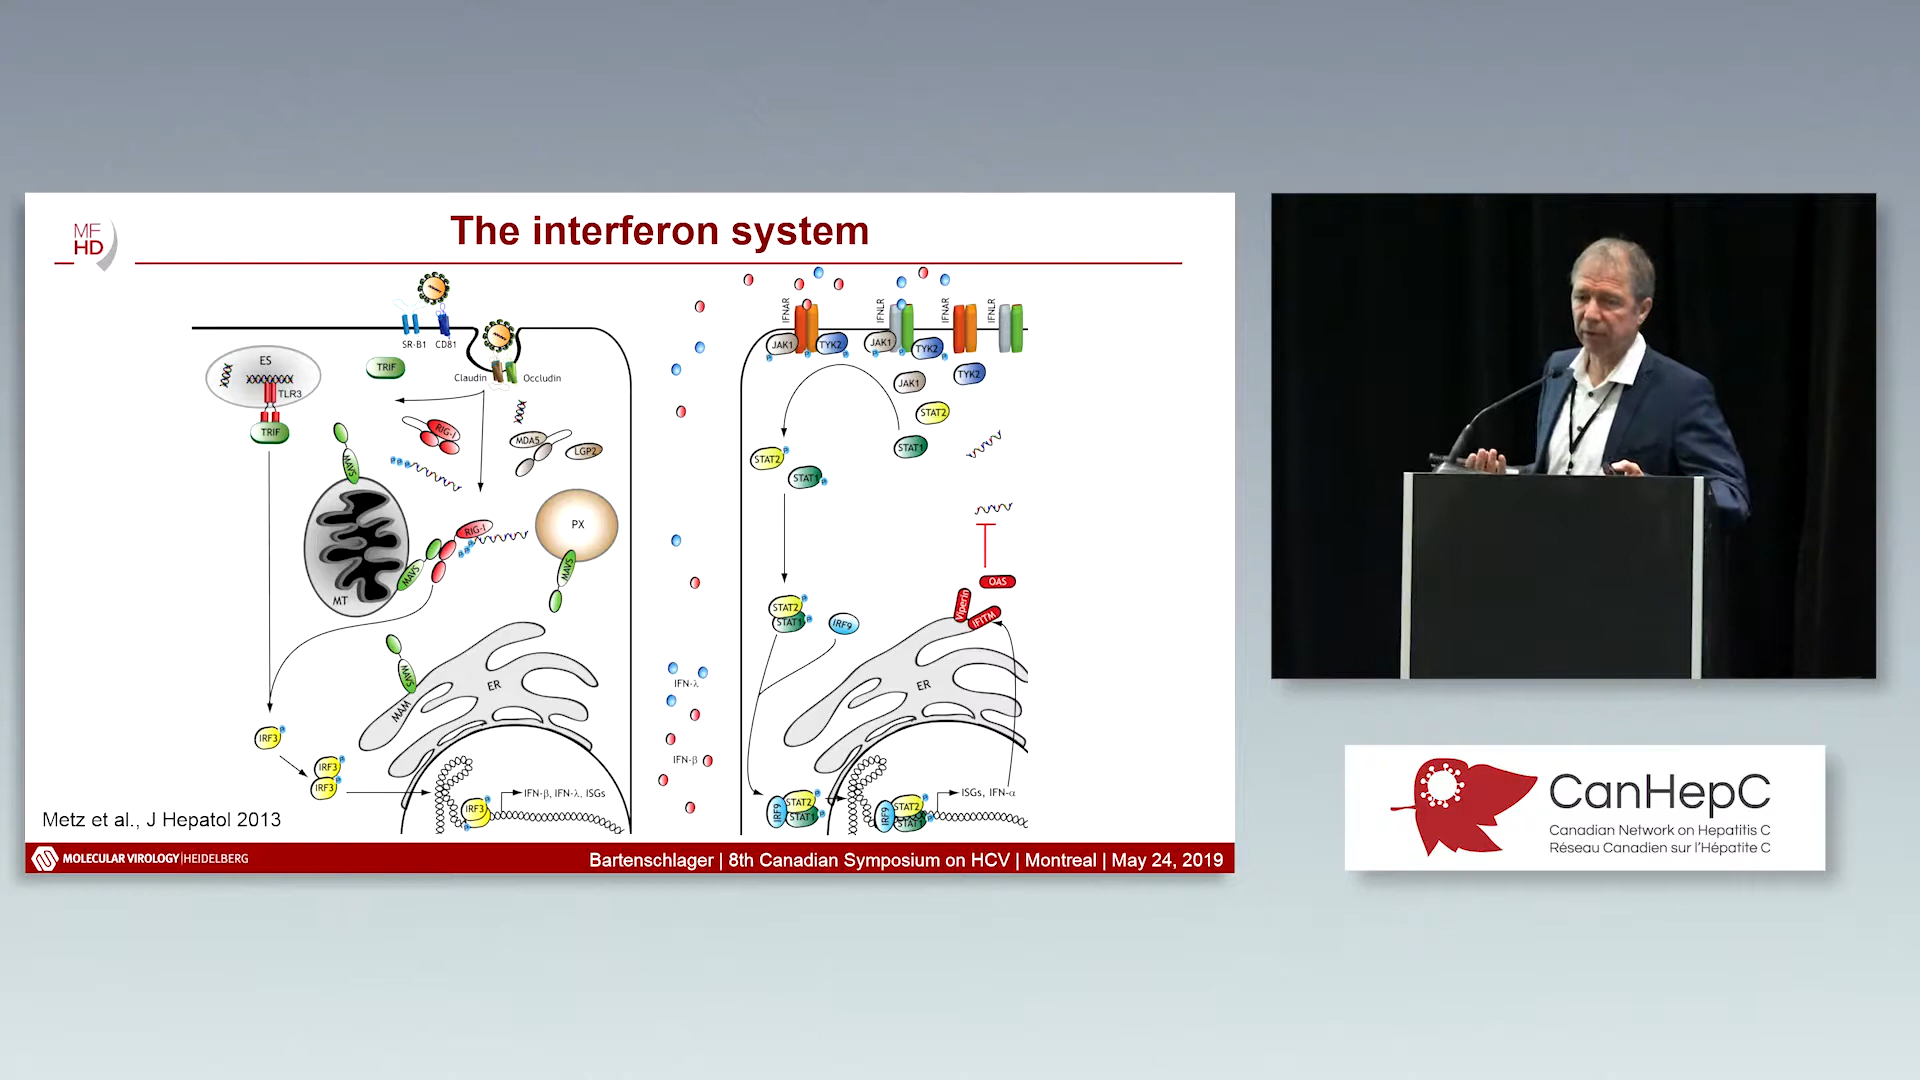 MF
HD
The interferon system
SR-B1
CD81
ES
TLR3
TRIF
TRIF
Claudin
Occludin
RIG-I
MDA5
LGP2
MAVS
RIG-I
PX
MAVS
MAVS
MT
MAVS
MAM
ER
IRF3
IRF3
IRF3
IRF3
IFN-β, IFN-λ, ISGs
IFN-λ
IFN-β
IFNAR
IFNLR
IFNAR
IFNLR
JAK1
TYK2
JAK1
TYK2
JAK1
TYK2
STAT2
STAT1
STAT2
STAT1
STAT2
STAT1
IRF9
OAS
Viperin
IFITM
ER
IRF9
STAT2
STAT1
IRF9
STAT2
STAT1
ISGs, IFN-α
Metz et al., J Hepatol 2013
MOLECULAR VIROLOGY|HEIDELBERG
Bartenschlager | 8th Canadian Symposium on HCV | Montreal | May 24, 2019
CanHepC
Canadian Network on Hepatitis C
Réseau Canadien sur l'Hépatite C